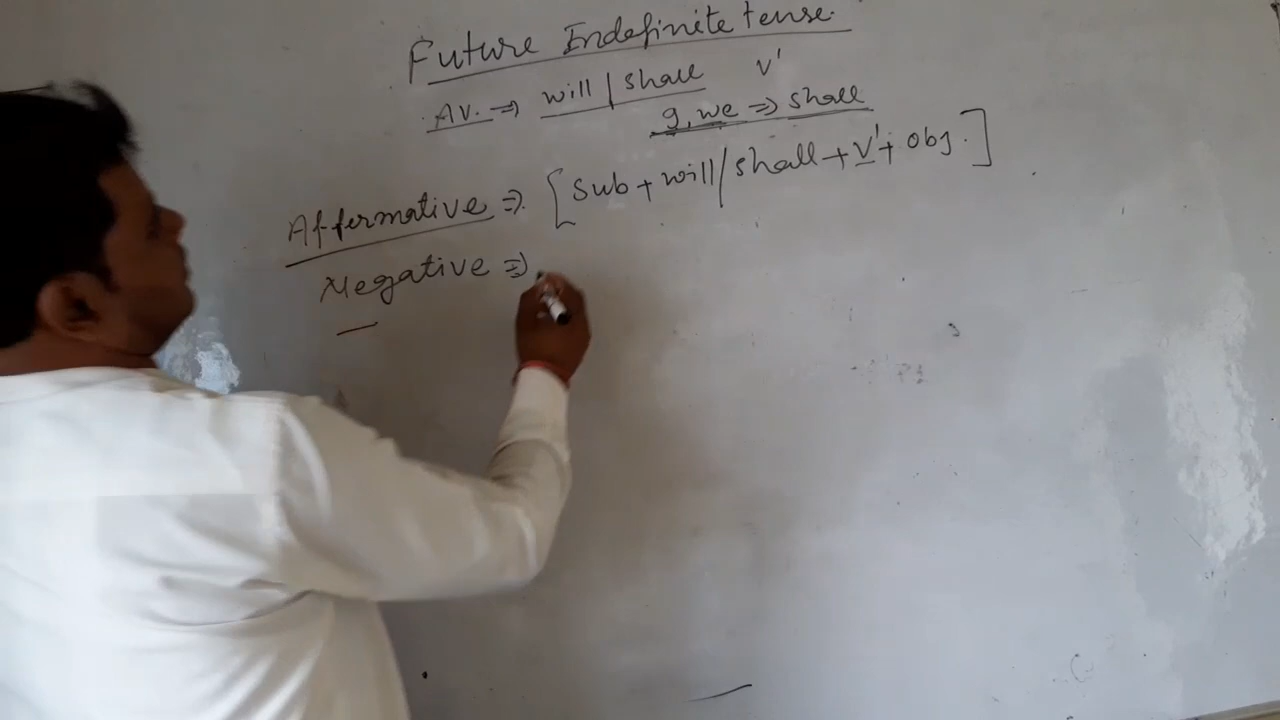 Future Indefinite tense.
A.V. ⇒ will / shall V¹
I, we ⇒ shall
Affermative ⇒ [Sub + will/shall + V¹ + obj.]
Negative ⇒